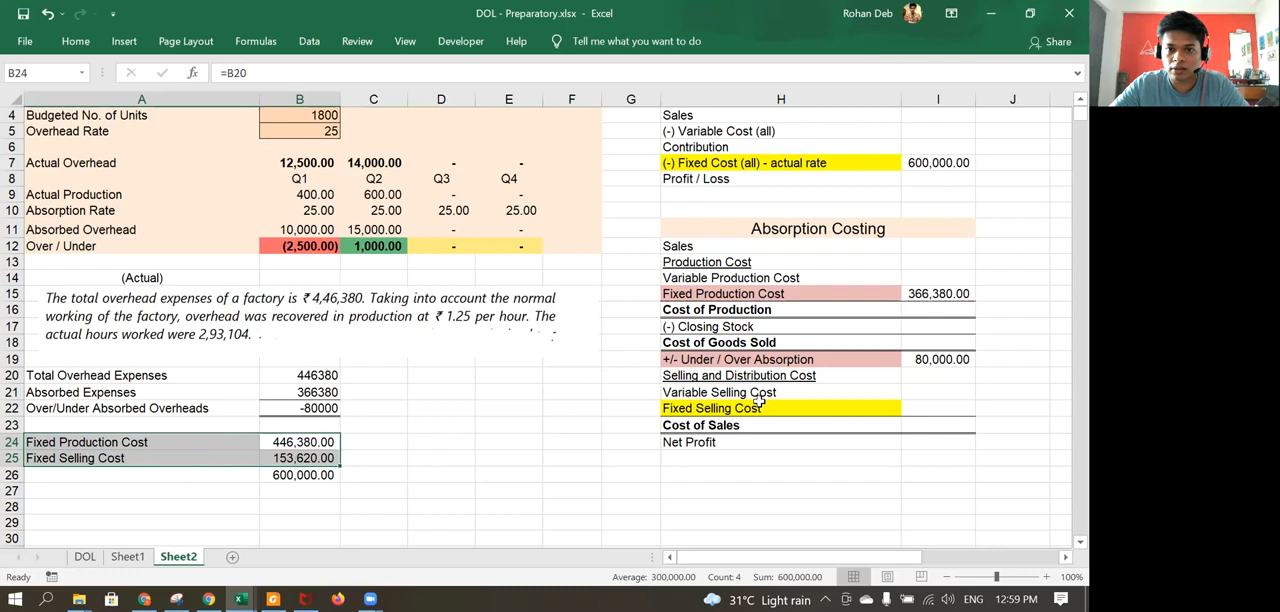 DOL - Preparatory.xlsx - Excel
Rohan Deb
File Home Insert Page Layout Formulas Data Review View Developer Help Tell me what you want to do
Share
B24 fx =B20
A B C D E F G H I J
4 Budgeted No. of Units 1800 Sales
5 Overhead Rate 25 (-) Variable Cost (all)
6 Contribution
7 Actual Overhead 12,500.00 14,000.00 - - (-) Fixed Cost (all) - actual rate 600,000.00
8 Q1 Q2 Q3 Q4 Profit / Loss
9 Actual Production 400.00 600.00 - -
10 Absorption Rate 25.00 25.00 25.00 25.00
11 Absorbed Overhead 10,000.00 15,000.00 - - Absorption Costing
12 Over / Under (2,500.00) 1,000.00 - - Sales
13 Production Cost
14 (Actual) Variable Production Cost
15 Fixed Production Cost 366,380.00
The total overhead expenses of a factory is ₹ 4,46,380. Taking into account the normal
16 Cost of Production
working of the factory, overhead was recovered in production at ₹ 1.25 per hour. The
17 (-) Closing Stock
actual hours worked were 2,93,104.
18 Cost of Goods Sold
19 +/- Under / Over Absorption 80,000.00
20 Total Overhead Expenses 446380 Selling and Distribution Cost
21 Absorbed Expenses 366380 Variable Selling Cost
22 Over/Under Absorbed Overheads -80000 Fixed Selling Cost
23 Cost of Sales
24 Fixed Production Cost 446,380.00 Net Profit
25 Fixed Selling Cost 153,620.00
26 600,000.00
27
28
29
30
DOL Sheet1 Sheet2
Ready Average: 300,000.00 Count: 4 Sum: 600,000.00 100%
31°C Light rain ENG 12:59 PM